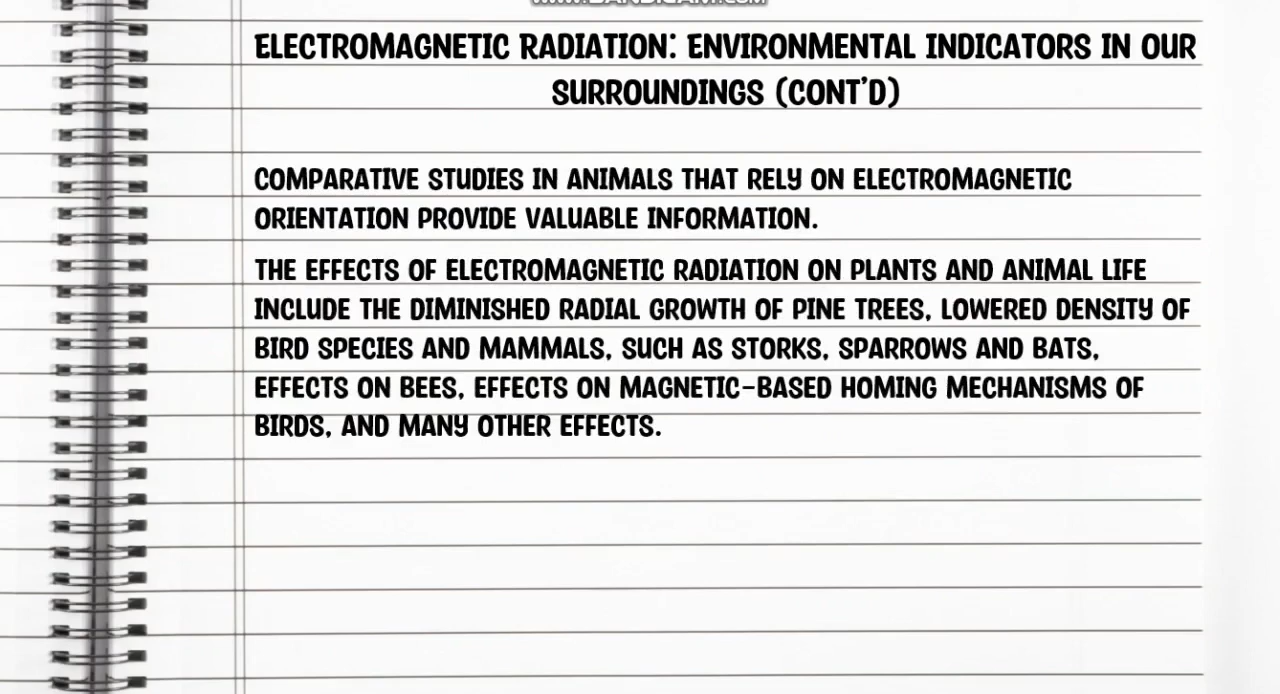 ELECTROMAGNETIC RADIATION: ENVIRONMENTAL INDICATORS IN OUR
SURROUNDINGS (CONT'D)
COMPARATIVE STUDIES IN ANIMALS THAT RELY ON ELECTROMAGNETIC
ORIENTATION PROVIDE VALUABLE INFORMATION.
THE EFFECTS OF ELECTROMAGNETIC RADIATION ON PLANTS AND ANIMAL LIFE
INCLUDE THE DIMINISHED RADIAL GROWTH OF PINE TREES, LOWERED DENSITY OF
BIRD SPECIES AND MAMMALS, SUCH AS STORKS, SPARROWS AND BATS,
EFFECTS ON BEES, EFFECTS ON MAGNETIC-BASED HOMING MECHANISMS OF
BIRDS, AND MANY OTHER EFFECTS.